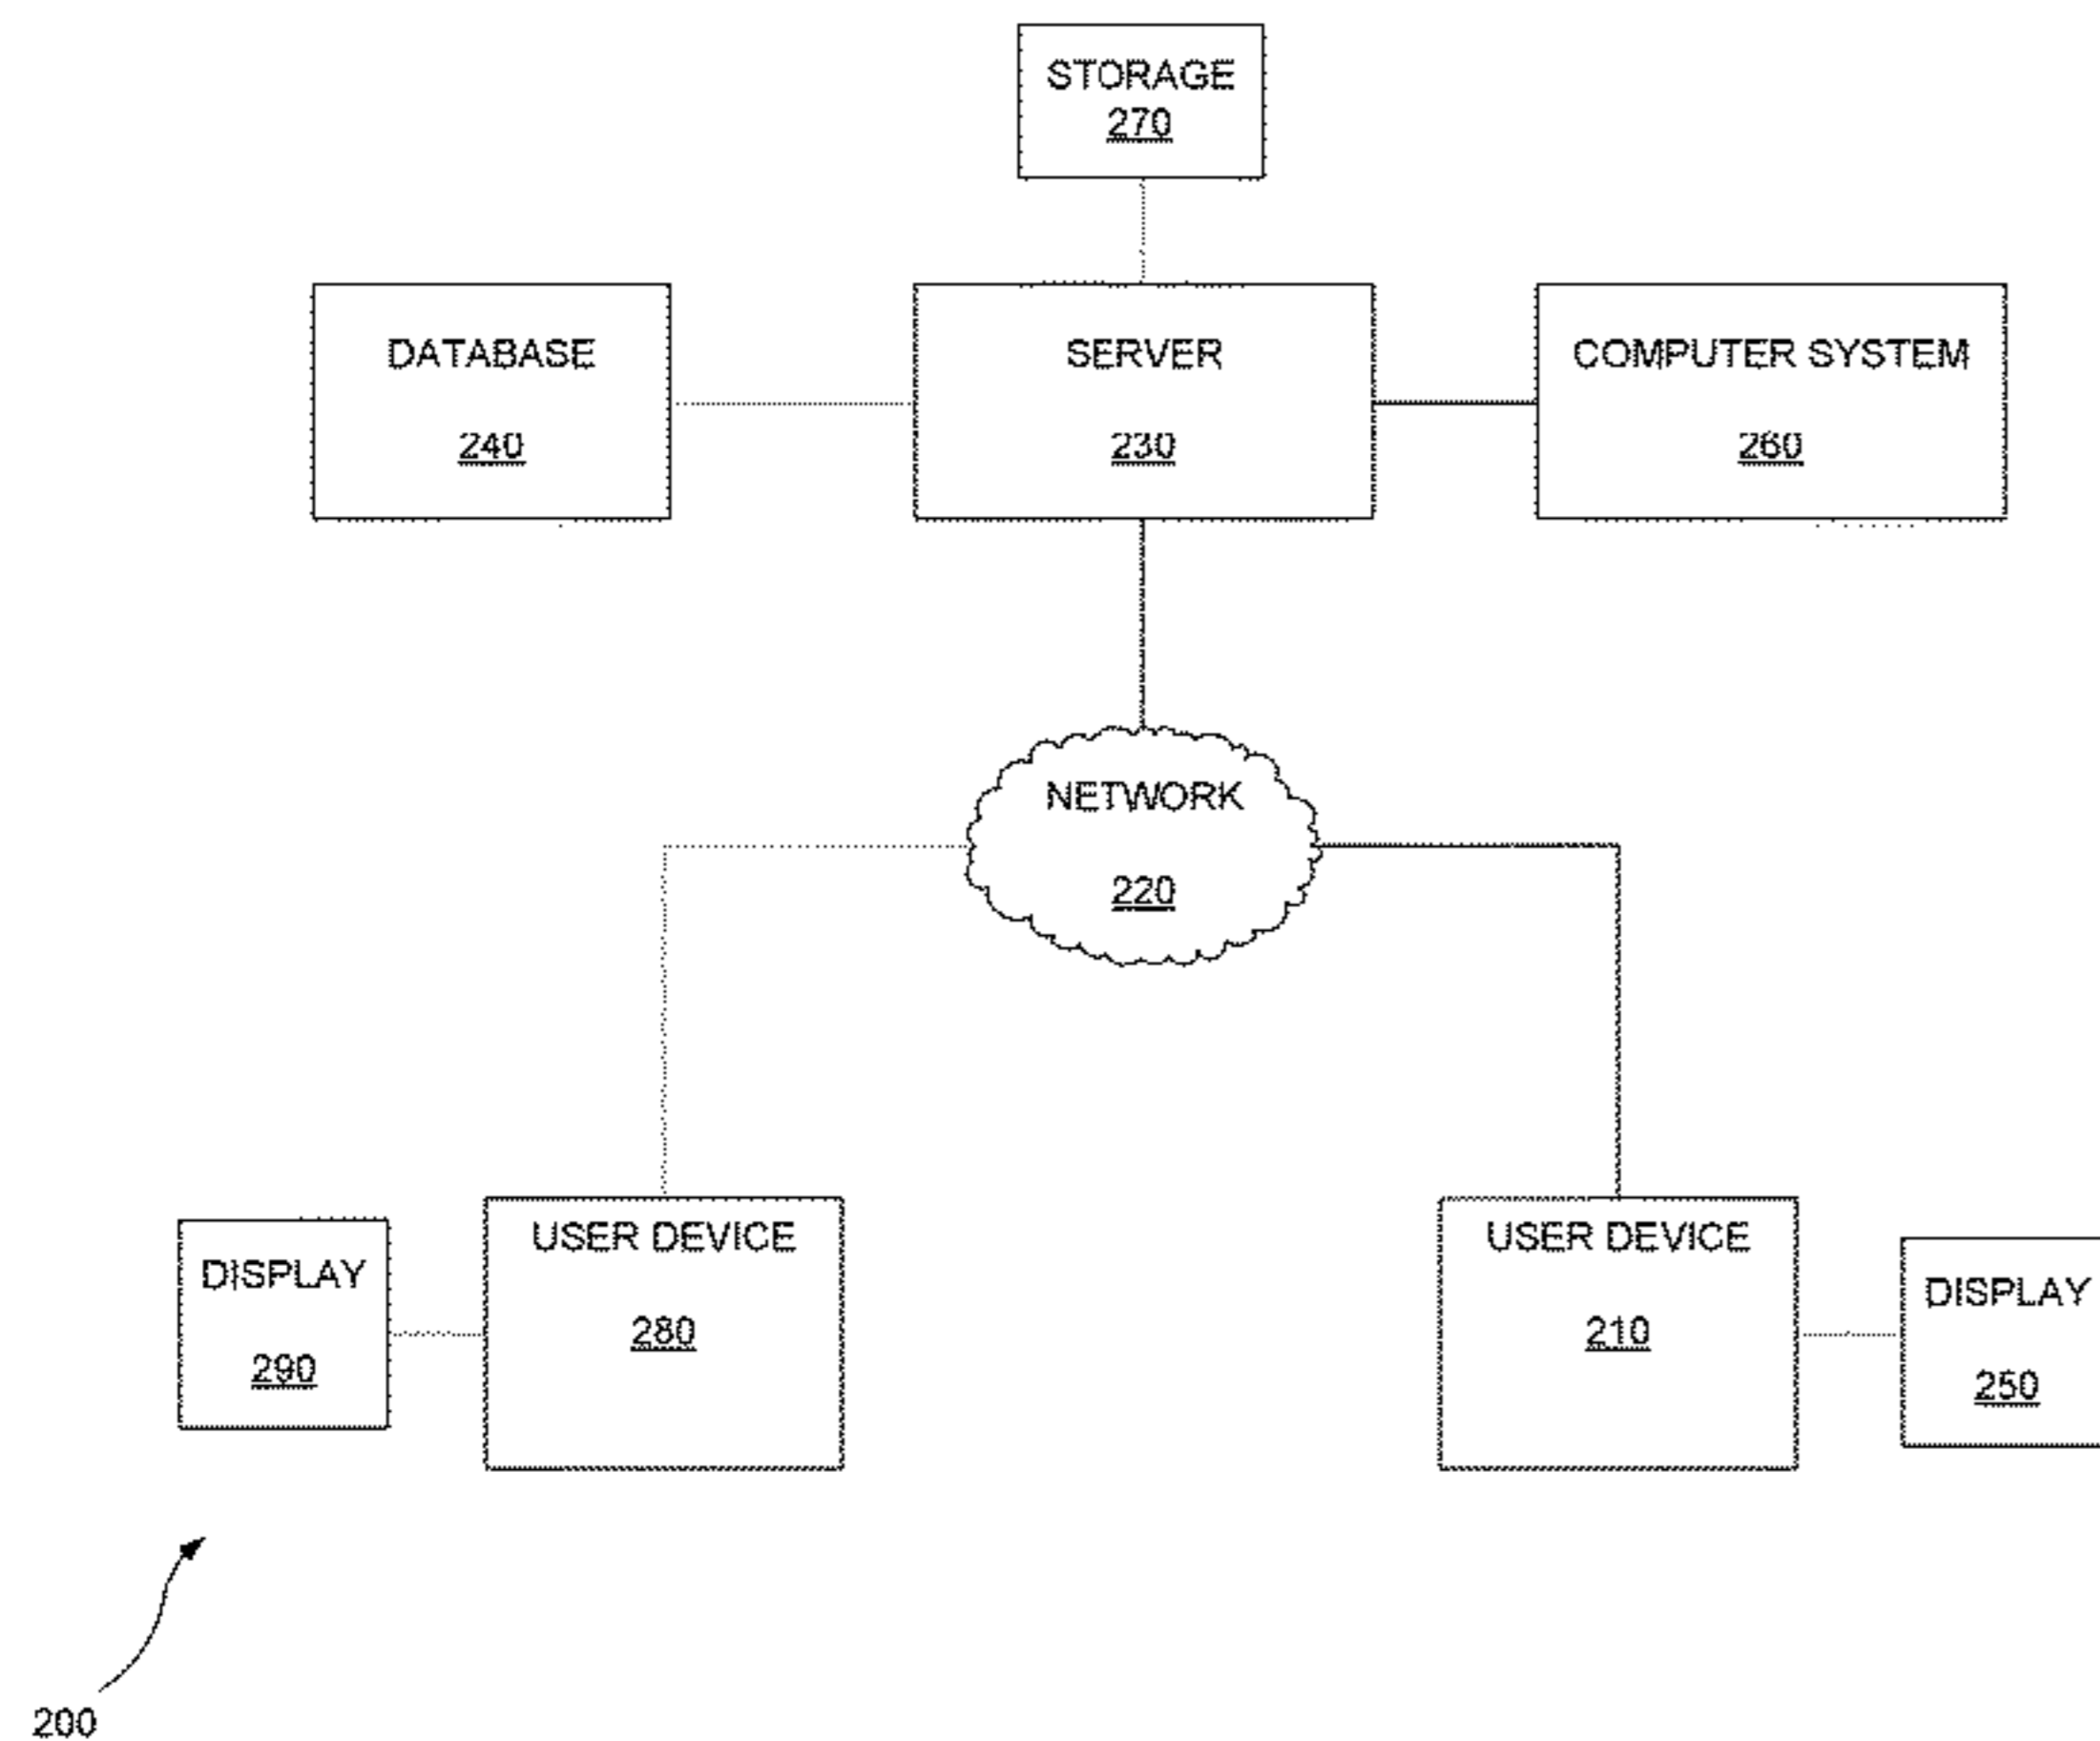 STORAGE
270
DATABASE
240
SERVER
230
COMPUTER SYSTEM
260
NETWORK
220
USER DEVICE
280
DISPLAY
290
USER DEVICE
210
DISPLAY
250
200